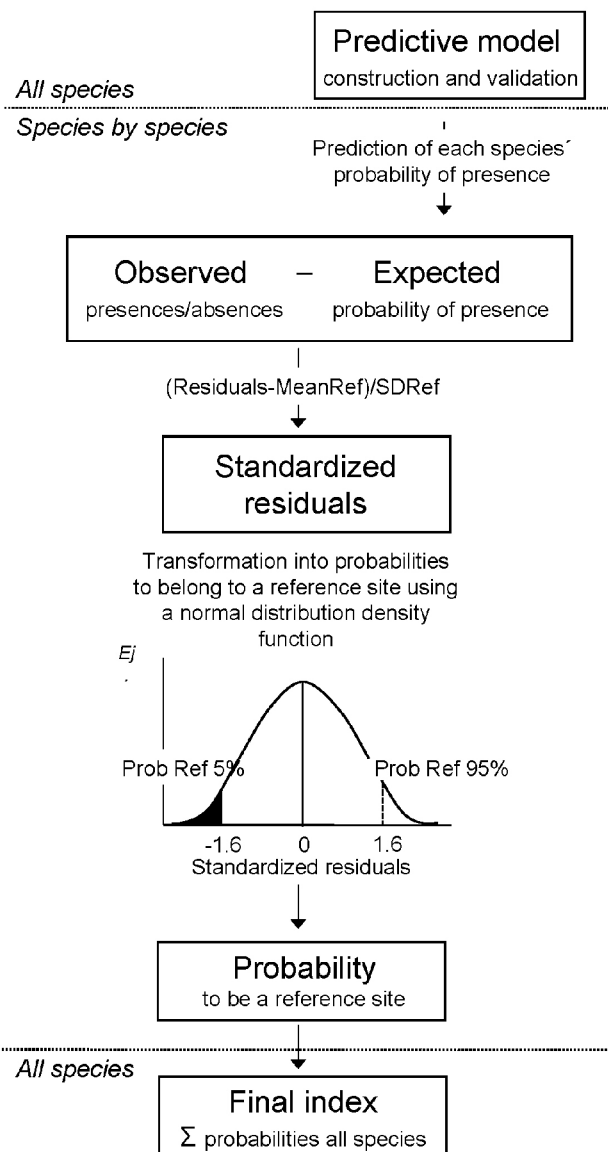 Predictive model
construction and validation
All species
Species by species
Prediction of each species´
probability of presence
Observed – Expected
presences/absences probability of presence
(Residuals-MeanRef)/SDRef
Standardized
residuals
Transformation into probabilities
to belong to a reference site using
a normal distribution density
function
Ej
.
Prob Ref 5% Prob Ref 95%
-1.6 0 1.6
Standardized residuals
Probability
to be a reference site
All species
Final index
Σ probabilities all species